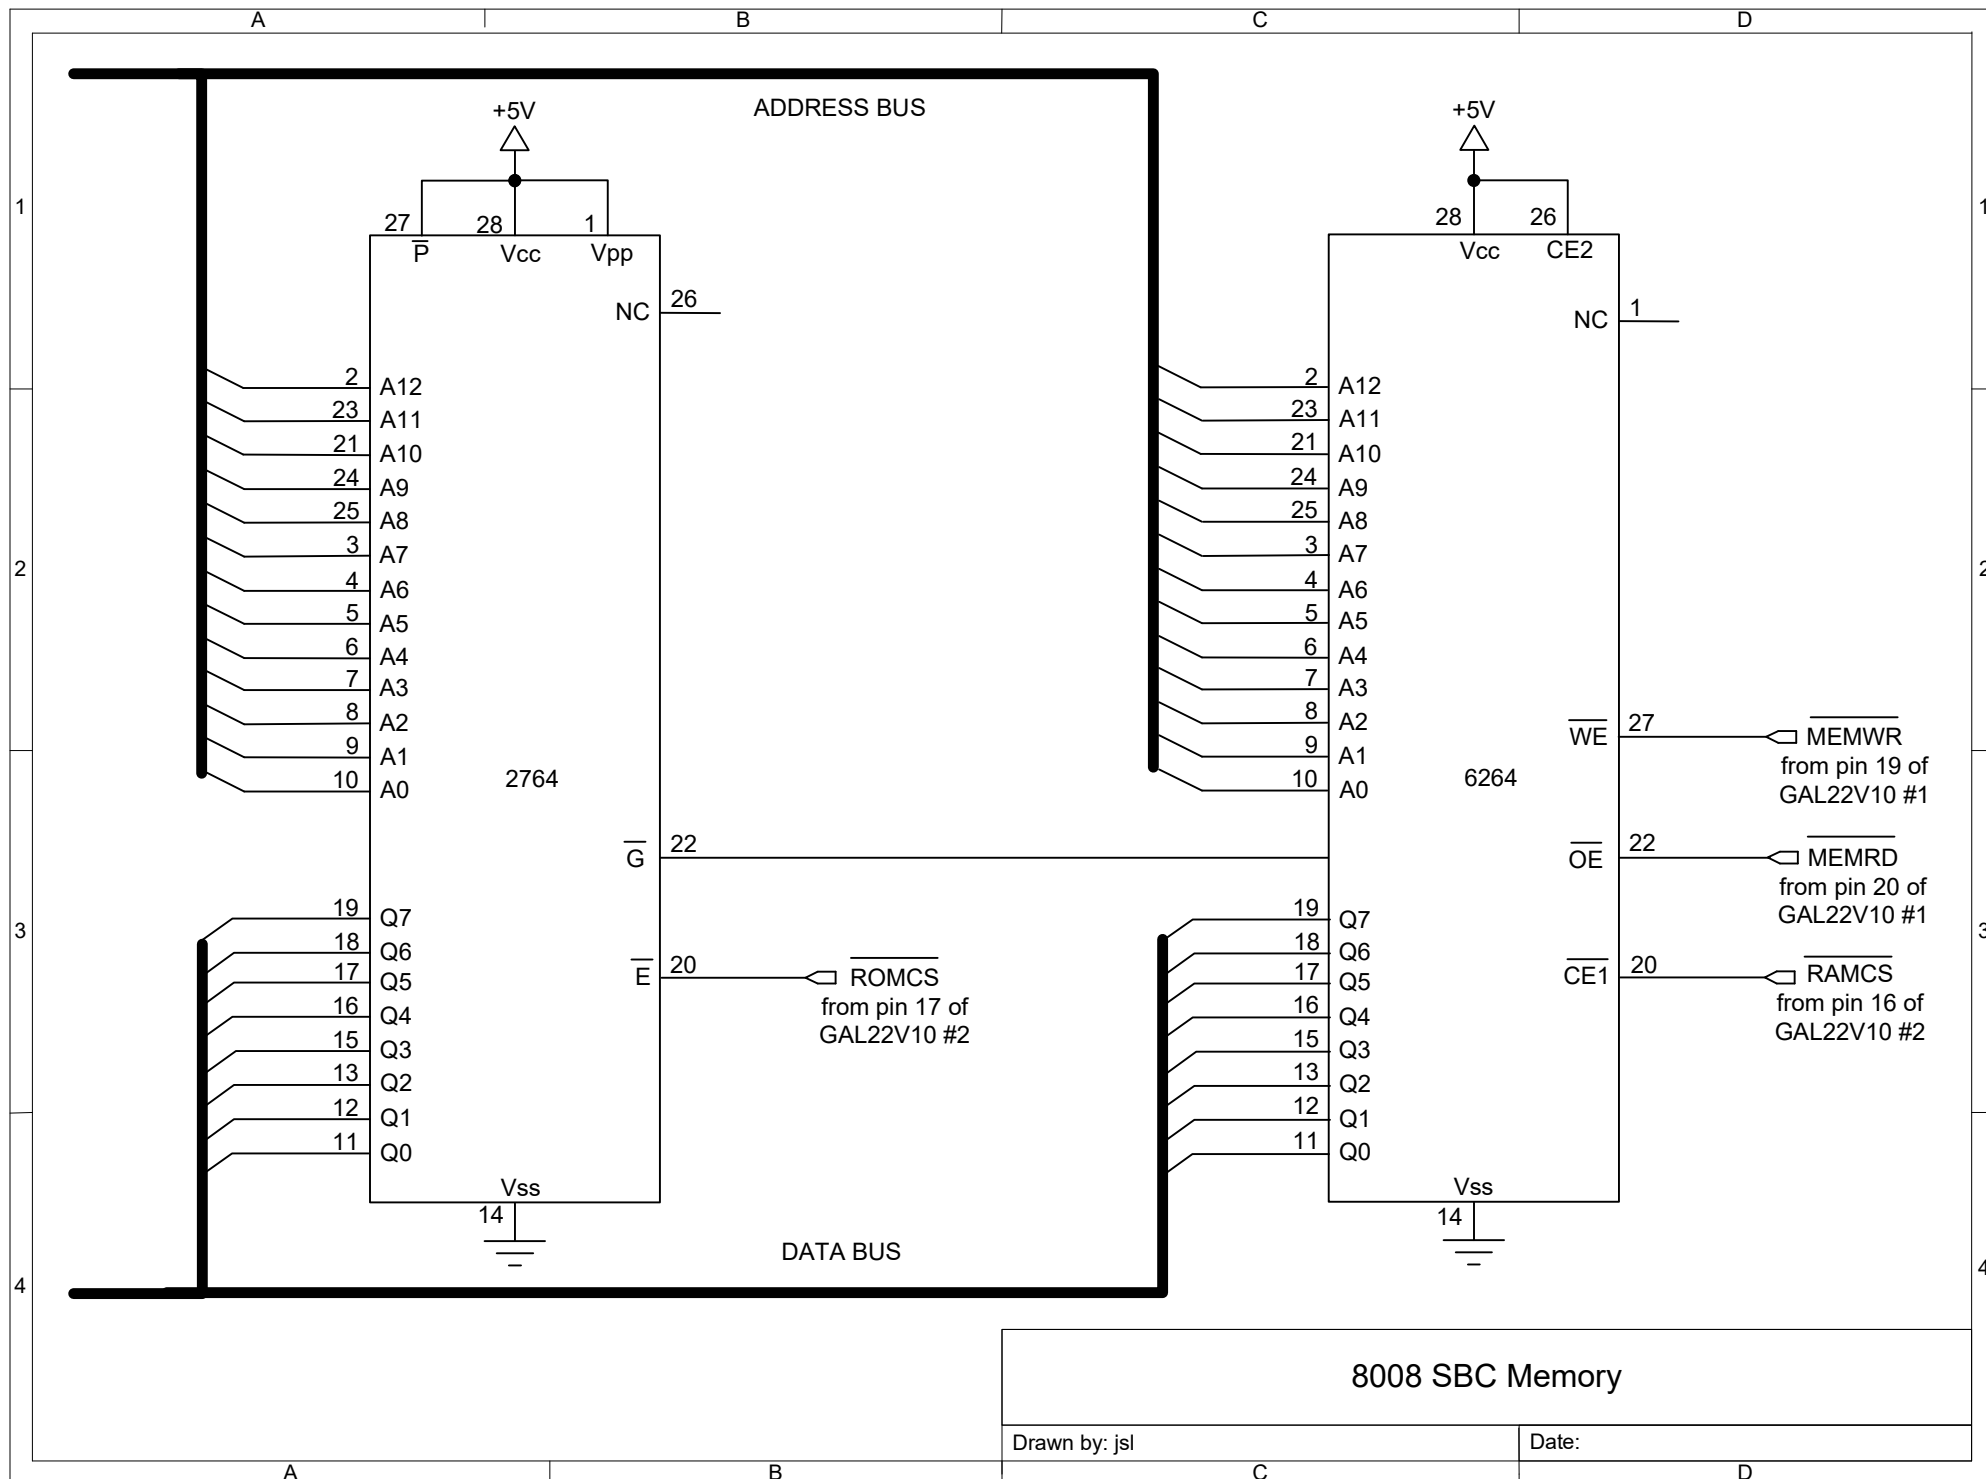 A B C D
ADDRESS BUS
+5V
+5V
1 1
27 28 1
P̅ Vcc Vpp
28 26
Vcc CE2
NC 26
NC 1
2 A12
23 A11
21 A10
24 A9
25 A8
3 A7
4 A6
5 A5
6 A4
7 A3
8 A2
9 A1
10 A0
2764
2 A12
23 A11
21 A10
24 A9
25 A8
3 A7
4 A6
5 A5
6 A4
7 A3
8 A2
9 A1
10 A0
6264
2 2
W̅E̅ 27 M̅E̅M̅W̅R̅
from pin 19 of
GAL22V10 #1
G̅ 22
O̅E̅ 22 M̅E̅M̅R̅D̅
from pin 20 of
GAL22V10 #1
3 3
19 Q7
18 Q6
17 Q5
16 Q4
15 Q3
13 Q2
12 Q1
11 Q0
E̅ 20 R̅O̅M̅C̅S̅
from pin 17 of
GAL22V10 #2
19 Q7
18 Q6
17 Q5
16 Q4
15 Q3
13 Q2
12 Q1
11 Q0
C̅E̅1̅ 20 R̅A̅M̅C̅S̅
from pin 16 of
GAL22V10 #2
Vss
14
Vss
14
DATA BUS
4 4
8008 SBC Memory
Drawn by: jsl Date:
A B C D